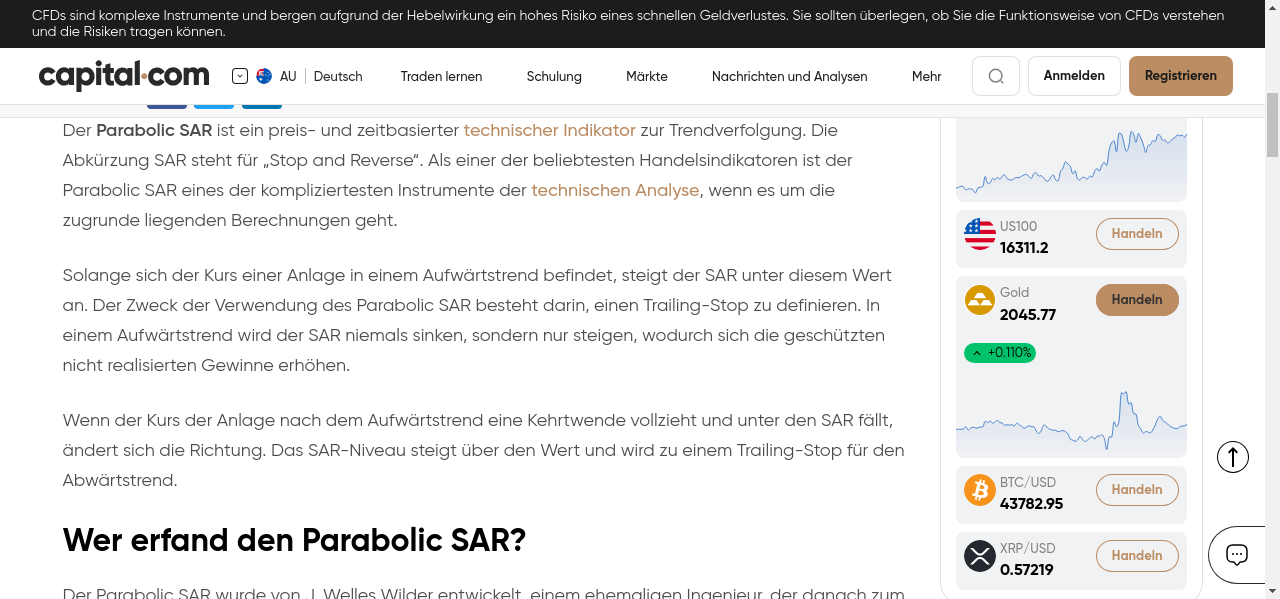 CFDs sind komplexe Instrumente und bergen aufgrund der Hebelwirkung ein hohes Risiko eines schnellen Geldverlustes. Sie sollten überlegen, ob Sie die Funktionsweise von CFDs verstehen
und die Risiken tragen können.
capital.com AU Deutsch Traden lernen Schulung Märkte Nachrichten und Analysen Mehr Anmelden Registrieren
Der Parabolic SAR ist ein preis- und zeitbasierter technischer Indikator zur Trendverfolgung. Die
Abkürzung SAR steht für „Stop and Reverse“. Als einer der beliebtesten Handelsindikatoren ist der
Parabolic SAR eines der kompliziertesten Instrumente der technischen Analyse, wenn es um die
zugrunde liegenden Berechnungen geht.
Solange sich der Kurs einer Anlage in einem Aufwärtstrend befindet, steigt der SAR unter diesem Wert
an. Der Zweck der Verwendung des Parabolic SAR besteht darin, einen Trailing-Stop zu definieren. In
einem Aufwärtstrend wird der SAR niemals sinken, sondern nur steigen, wodurch sich die geschützten
nicht realisierten Gewinne erhöhen.
Wenn der Kurs der Anlage nach dem Aufwärtstrend eine Kehrtwende vollzieht und unter den SAR fällt,
ändert sich die Richtung. Das SAR-Niveau steigt über den Wert und wird zu einem Trailing-Stop für den
Abwärtstrend.
Wer erfand den Parabolic SAR?
Der Parabolic SAR wurde von J. Welles Wilder entwickelt, einem ehemaligen Ingenieur, der danach zum
US100
16311.2
Handeln
Gold
2045.77
Handeln
+0.110%
BTC/USD
43782.95
Handeln
XRP/USD
0.57219
Handeln